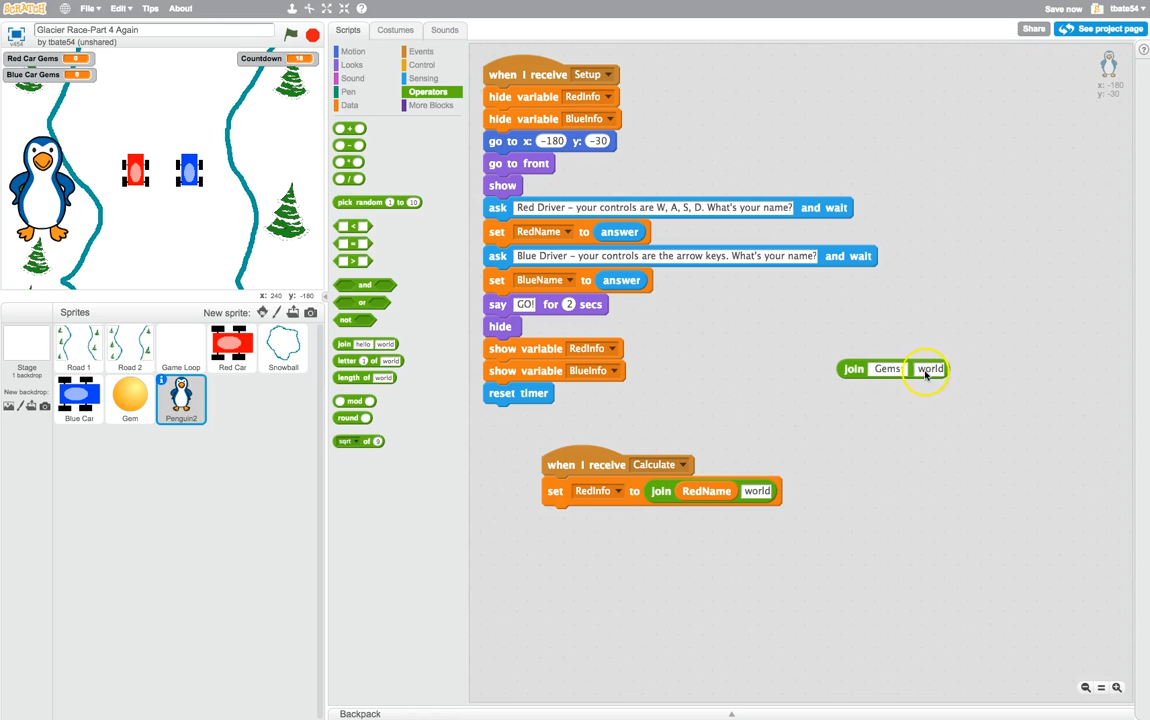 SCRATCH File▾ Edit▾ Tips About Save now tbate54▾
v454 Glacier Race-Part 4 Again
by tbate54 (unshared)
Scripts Costumes Sounds
Share See project page
Red Car Gems 0
Blue Car Gems 0
Countdown 18
x: 240 y: -180
Motion Events
Looks Control
Sound Sensing
Pen Operators
Data More Blocks
+
-
*
/
pick random 1 to 10
<
=
>
and
or
not
join hello world
letter 1 of world
length of world
mod
round
sqrt of 9
when I receive Setup
hide variable RedInfo
hide variable BlueInfo
go to x: -180 y: -30
go to front
show
ask Red Driver – your controls are W, A, S, D. What's your name? and wait
set RedName to answer
ask Blue Driver – your controls are the arrow keys. What's your name? and wait
set BlueName to answer
say GO! for 2 secs
hide
show variable RedInfo
show variable BlueInfo
reset timer
join Gems: world
when I receive Calculate
set RedInfo to join RedName world
x: -180
y: -30
?
Sprites New sprite:
Stage
1 backdrop
New backdrop:
Road 1 Road 2 Game Loop Red Car Snowball
Blue Car Gem Penguin2
Backpack